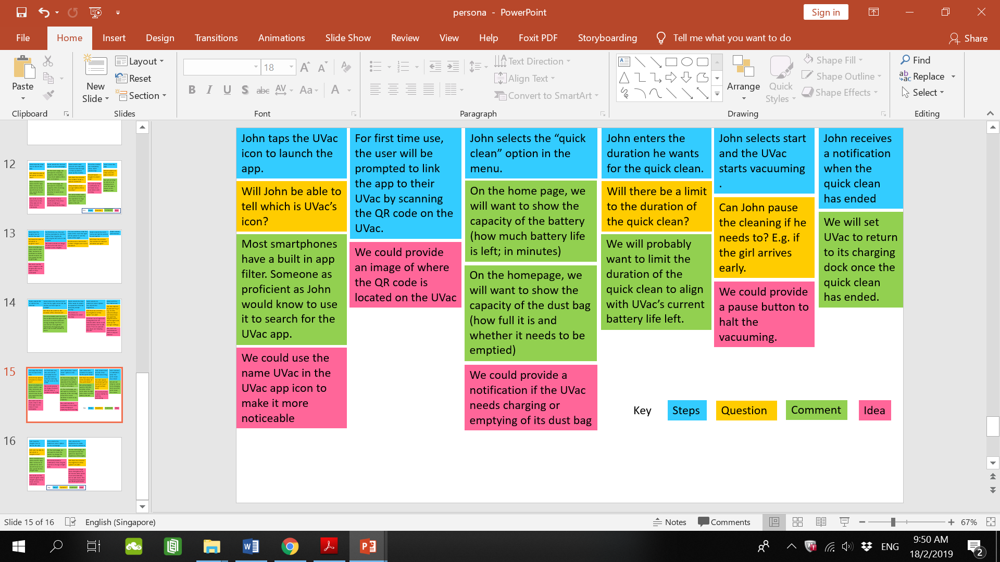 persona - PowerPoint
Sign in
File Home Insert Design Transitions Animations Slide Show Review View Help Foxit PDF Storyboarding Tell me what you want to do Share
Paste
Clipboard
New
Slide
Layout
Reset
Section
Slides
18
B I U S abc AV Aa A
Font
Text Direction
Align Text
Convert to SmartArt
Paragraph
Arrange
Quick
Styles
Shape Fill
Shape Outline
Shape Effects
Drawing
Find
Replace
Select
Editing
12
13
14
15
16
John taps the UVac
icon to launch the
app.
Will John be able to
tell which is UVac’s
icon?
Most smartphones
have a built in app
filter. Someone as
proficient as John
would know to use
it to search for the
UVac app.
We could use the
name UVac in the
UVac app icon to
make it more
noticeable
For first time use,
the user will be
prompted to link
the app to their
UVac by scanning
the QR code on the
UVac.
We could provide
an image of where
the QR code is
located on the UVac
John selects the “quick
clean” option in the
menu.
On the home page, we
will want to show the
capacity of the battery
(how much battery life
is left; in minutes)
On the homepage, we
will want to show the
capacity of the dust bag
(how full it is and
whether it needs to be
emptied)
We could provide a
notification if the UVac
needs charging or
emptying of its dust bag
John enters the
duration he wants
for the quick clean.
Will there be a limit
to the duration of
the quick clean?
We will probably
want to limit the
duration of the
quick clean to align
with UVac’s current
battery life left.
John selects start
and the UVac
starts vacuuming
.
Can John pause
the cleaning if he
needs to? E.g. if
the girl arrives
early.
We could provide
a pause button to
halt the
vacuuming.
John receives
a notification
when the
quick clean
has ended
We will set
UVac to return
to its charging
dock once the
quick clean
has ended.
Key Steps Question Comment Idea
Slide 15 of 16 English (Singapore) Notes Comments 67%
ENG
9:50 AM
18/2/2019
2